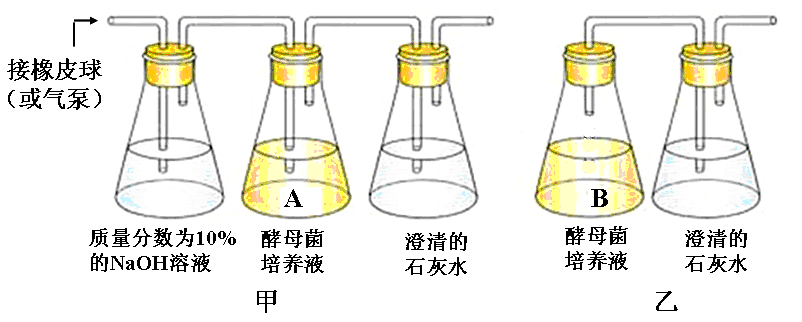 接橡皮球
（或气泵）
A
B
质量分数为10%
的NaOH溶液
酵母菌
培养液
澄清的
石灰水
酵母菌
培养液
澄清的
石灰水
甲
乙